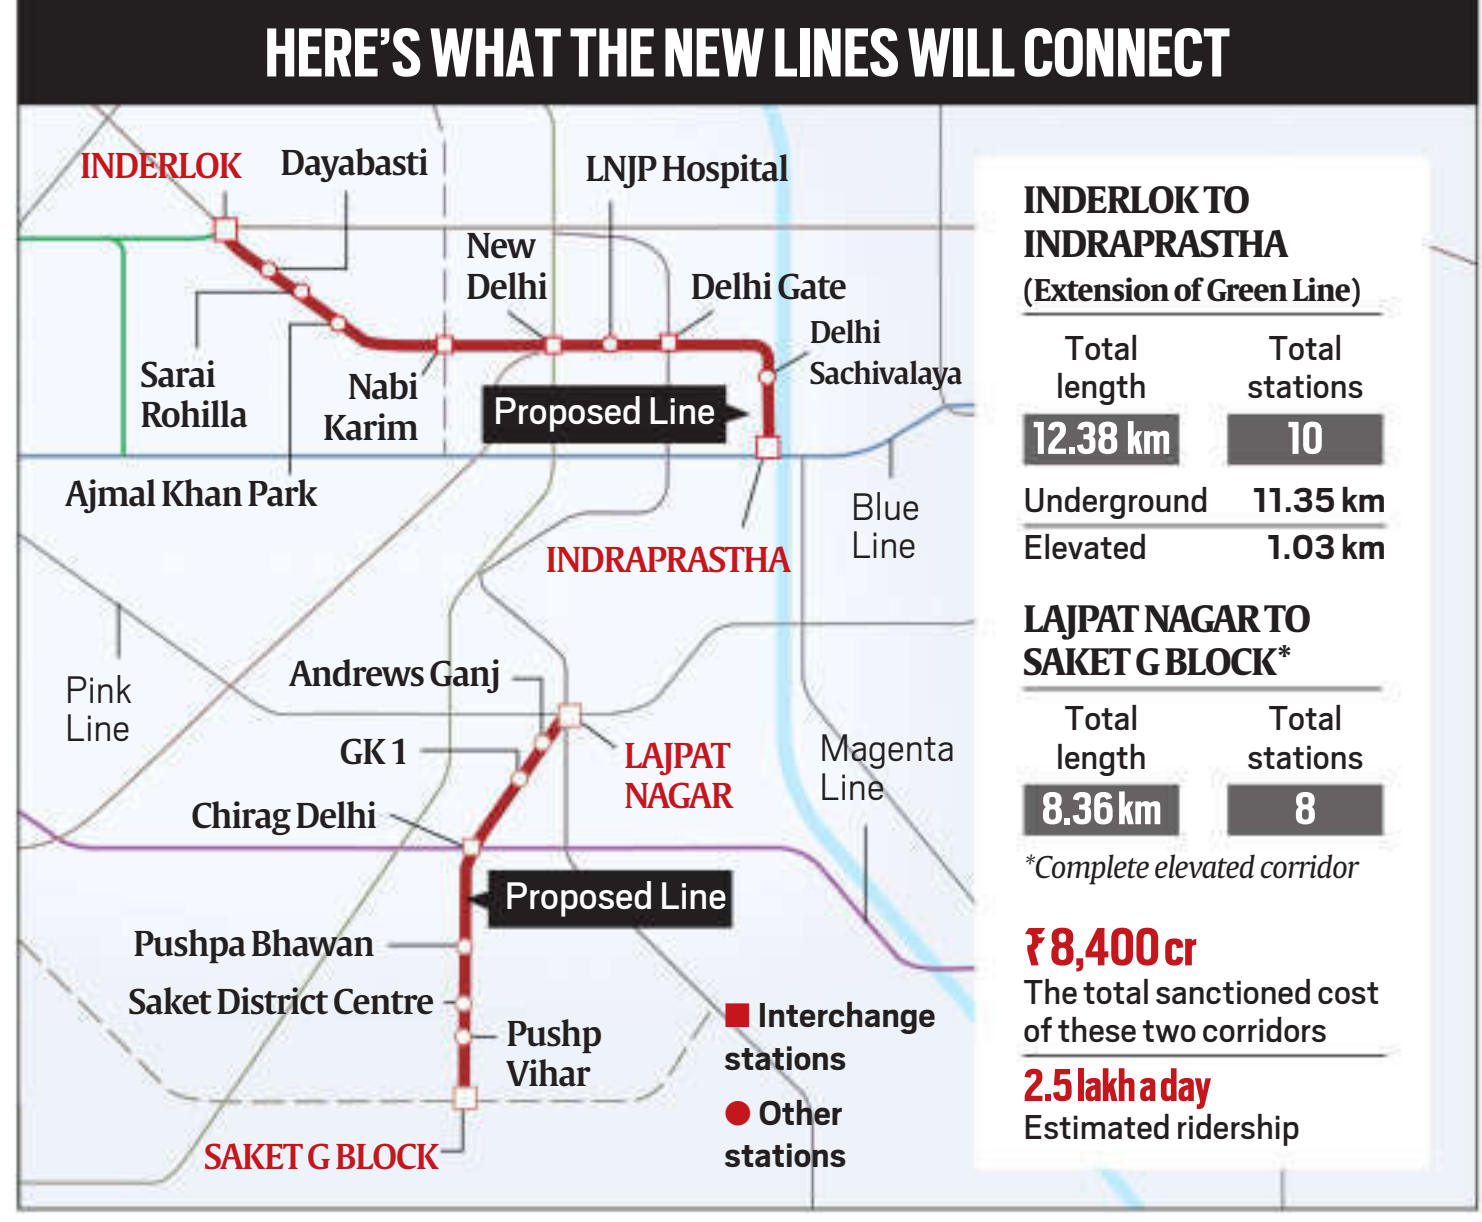 HERE'S WHAT THE NEW LINES WILL CONNECT
INDERLOK
Dayabasti
LNJP Hospital
New
Delhi
Delhi Gate
Delhi
Sachivalaya
Sarai
Rohilla
Nabi
Karim
Proposed Line
Ajmal Khan Park
Blue
Line
INDRAPRASTHA
Pink
Line
Andrews Ganj
GK 1
LAJPAT
NAGAR
Magenta
Line
Chirag Delhi
Proposed Line
Pushpa Bhawan
Saket District Centre
Pushp
Vihar
SAKET G BLOCK
Interchange
stations
Other
stations
INDERLOK TO
INDRAPRASTHA
(Extension of Green Line)
Total
length
Total
stations
12.38 km
10
Underground 11.35 km
Elevated 1.03 km
LAJPAT NAGAR TO
SAKET G BLOCK*
Total
length
Total
stations
8.36 km
8
*Complete elevated corridor
₹8,400 cr
The total sanctioned cost
of these two corridors
2.5 lakh a day
Estimated ridership